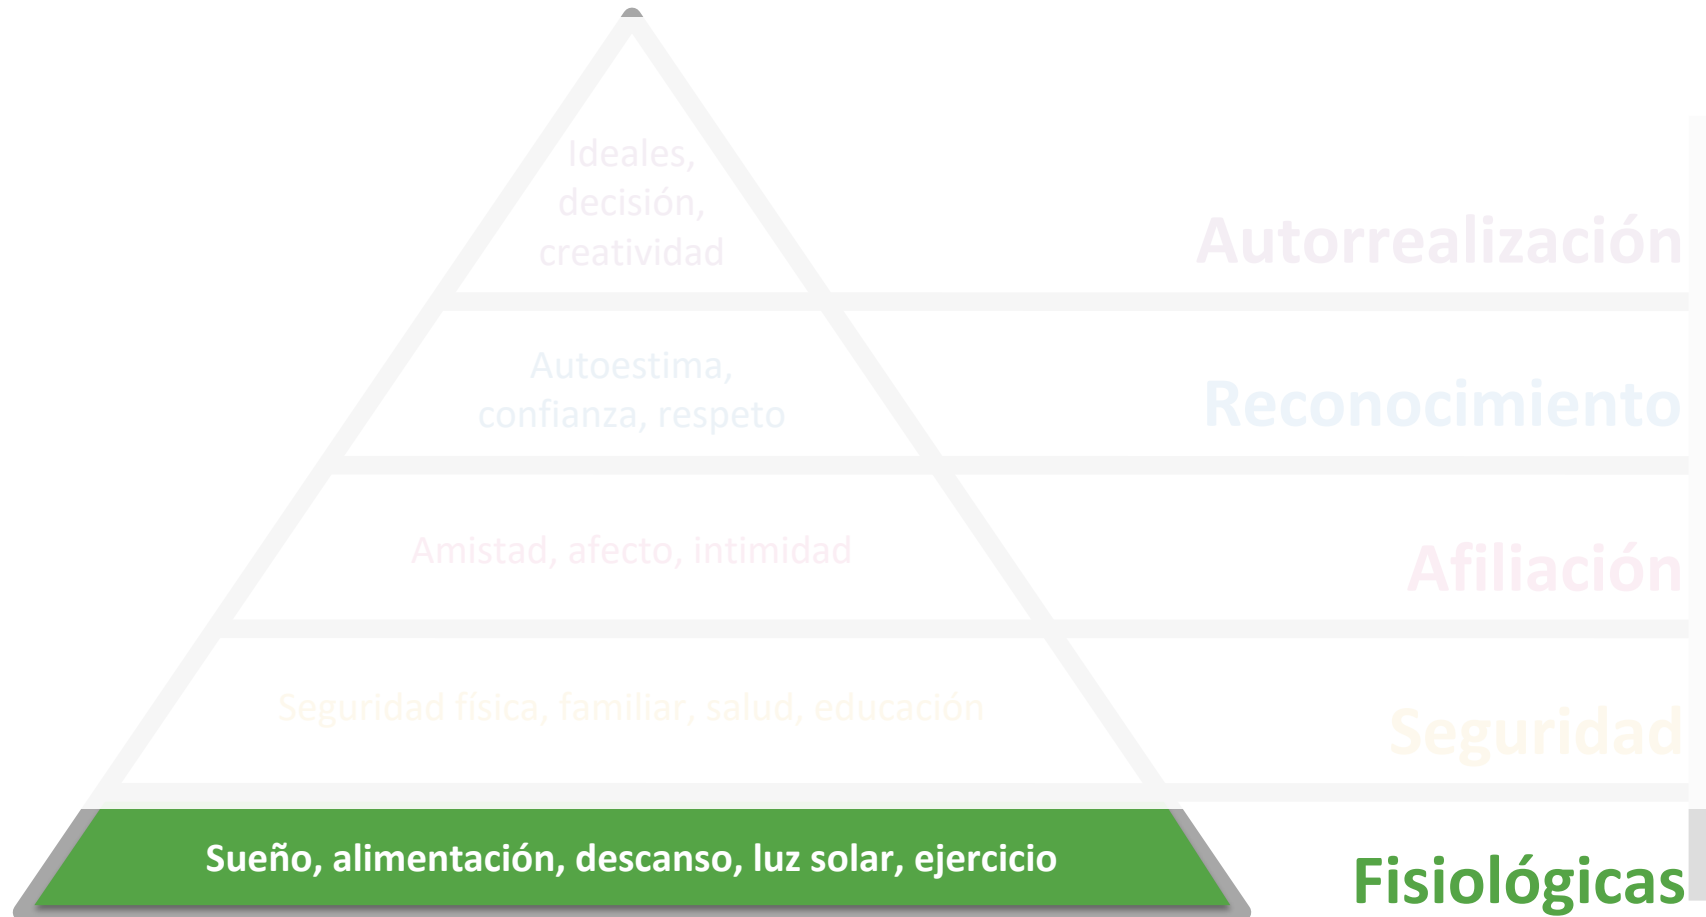 Ideales,
decisión,
creatividad
Autorrealización
Autoestima,
confianza, respeto
Reconocimiento
Amistad, afecto, intimidad
Afiliación
Seguridad física, familiar, salud, educación
Seguridad
Sueño, alimentación, descanso, luz solar, ejercicio
Fisiológicas